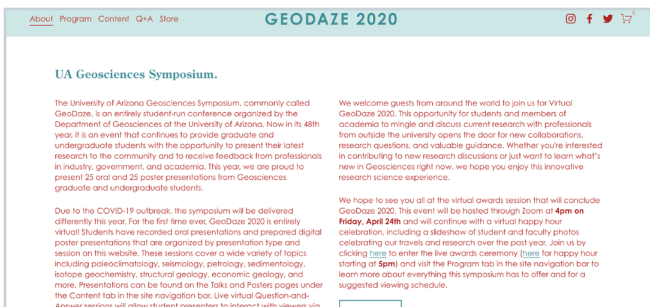 About Program Content Q+A Store
GEODAZE 2020
0
UA Geosciences Symposium.
The University of Arizona Geosciences Symposium, commonly called
GeoDaze, is an entirely student-run conference organized by the
Department of Geosciences at the University of Arizona. Now in its 48th
year, it is an event that continues to provide graduate and
undergraduate students with the opportunity to present their latest
research to the community and to receive feedback from professionals
in industry, government, and academia. This year, we are proud to
present 25 oral and 25 poster presentations from Geosciences
graduate and undergraduate students.
Due to the COVID-19 outbreak, the symposium will be delivered
differently this year. For the first time ever, GeoDaze 2020 is entirely
virtual! Students have recorded oral presentations and prepared digital
poster presentations that are organized by presentation type and
session on this website. These sessions cover a wide variety of topics
including paleoclimatology, seismology, petrology, sedimentology,
isotope geochemistry, structural geology, economic geology, and
more. Presentations can be found on the Talks and Posters pages under
the Content tab in the site navigation bar. Live virtual Question-and-
Answer sessions will allow student presenters to interact with viewers via
We welcome guests from around the world to join us for Virtual
GeoDaze 2020. This opportunity for students and members of
academia to mingle and discuss current research with professionals
from outside the university opens the door for new collaborations,
research questions, and valuable guidance. Whether you're interested
in contributing to new research discussions or just want to learn what's
new in Geosciences right now, we hope you enjoy this innovative
research science experience.
We hope to see you all at the virtual awards session that will conclude
GeoDaze 2020. This event will be hosted through Zoom at 4pm on
Friday, April 24th and will continue with a virtual happy hour
celebration, including a slideshow of student and faculty photos
celebrating our travels and research over the past year. Join us by
clicking here to enter the live awards ceremony (here for happy hour
starting at 5pm) and visit the Program tab in the site navigation bar to
learn more about everything this symposium has to offer and for a
suggested viewing schedule.